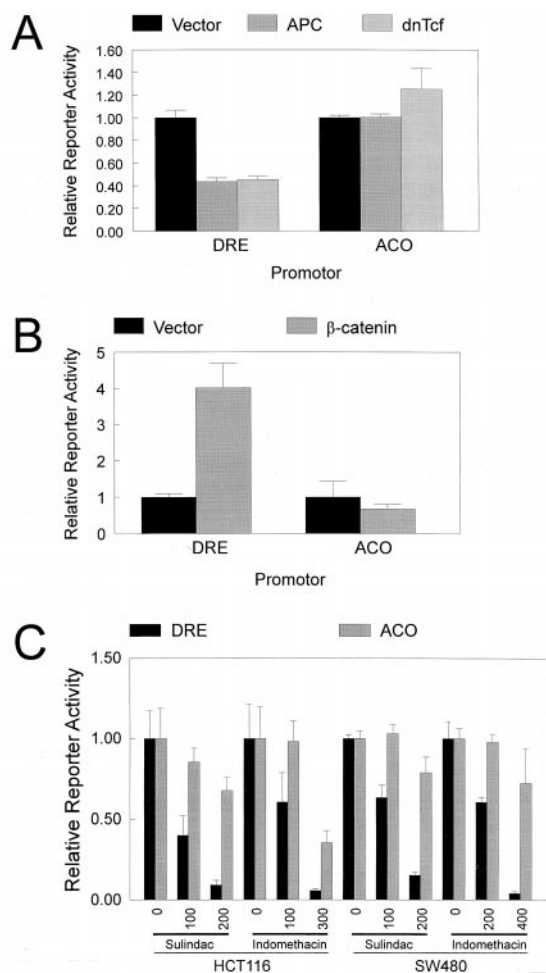 A
Vector APC dnTcf
Relative Reporter Activity
1.60
1.40
1.20
1.00
0.80
0.60
0.40
0.20
0.00
DRE ACO
Promotor
B
Vector β-catenin
Relative Reporter Activity
5
4
3
2
1
0
DRE ACO
Promotor
C
DRE ACO
Relative Reporter Activity
1.50
1.00
0.50
0.00
0 100 200 0 100 300 0 100 200 0 200 400
Sulindac Indomethacin Sulindac Indomethacin
HCT116 SW480